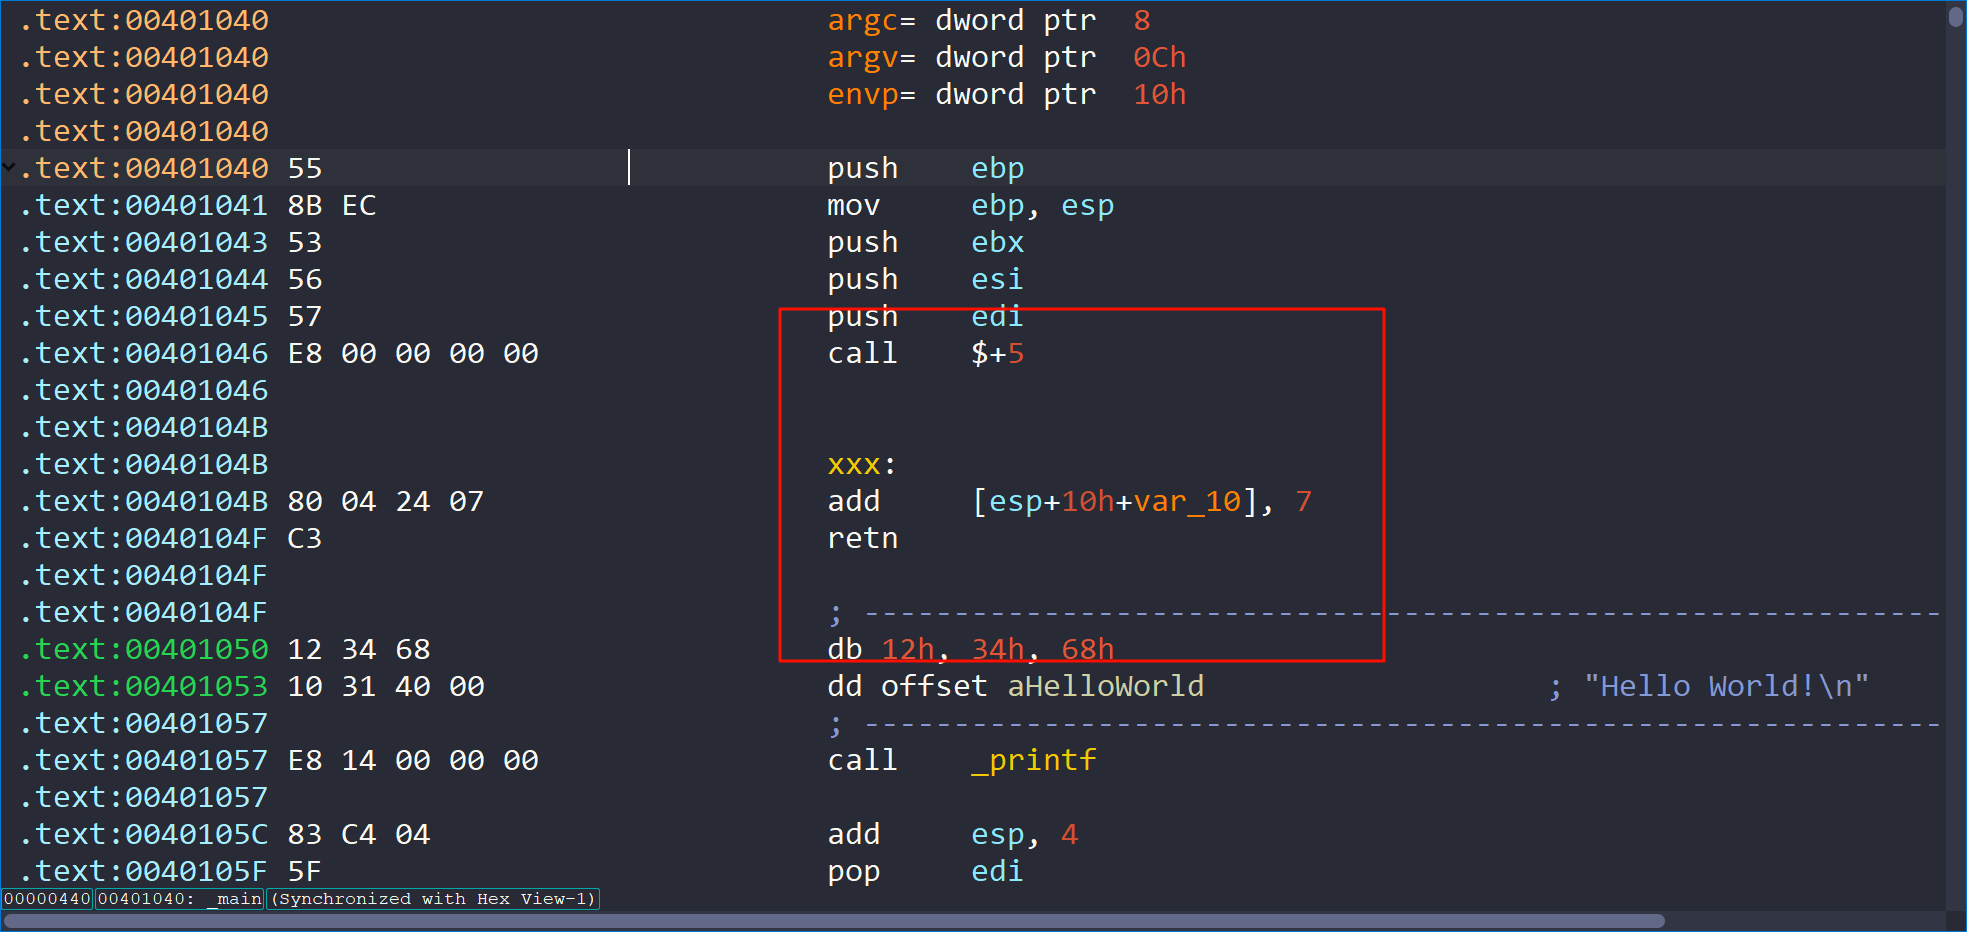 .text:00401040 argc= dword ptr 8
.text:00401040 argv= dword ptr 0Ch
.text:00401040 envp= dword ptr 10h
.text:00401040
.text:00401040 55 push ebp
.text:00401041 8B EC mov ebp, esp
.text:00401043 53 push ebx
.text:00401044 56 push esi
.text:00401045 57 push edi
.text:00401046 E8 00 00 00 00 call $+5
.text:00401046
.text:0040104B
.text:0040104B xxx:
.text:0040104B 80 04 24 07 add [esp+10h+var_10], 7
.text:0040104F C3 retn
.text:0040104F
.text:0040104F ; ------------------------------------------------------------
.text:00401050 12 34 68 db 12h, 34h, 68h
.text:00401053 10 31 40 00 dd offset aHelloWorld ; "Hello World!\n"
.text:00401057 ; ------------------------------------------------------------
.text:00401057 E8 14 00 00 00 call _printf
.text:00401057
.text:0040105C 83 C4 04 add esp, 4
.text:0040105F 5F pop edi
00000440 00401040: _main (Synchronized with Hex View-1)